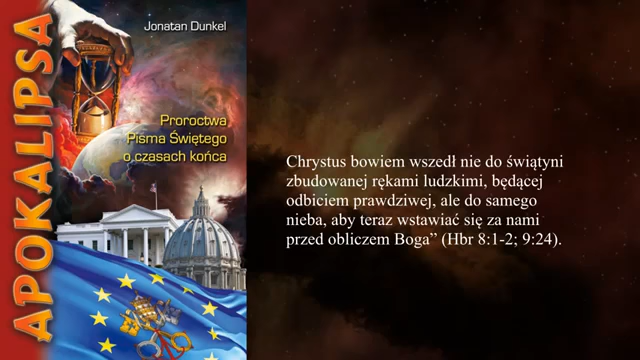 Jonatan Dunkel
APOKALIPSA
Proroctwa
Pisma Świętego
o czasach końca
Chrystus bowiem wszedł nie do świątyni
zbudowanej rękami ludzkimi, będącej
odbiciem prawdziwej, ale do samego
nieba, aby teraz wstawiać się za nami
przed obliczem Boga” (Hbr 8:1-2; 9:24).